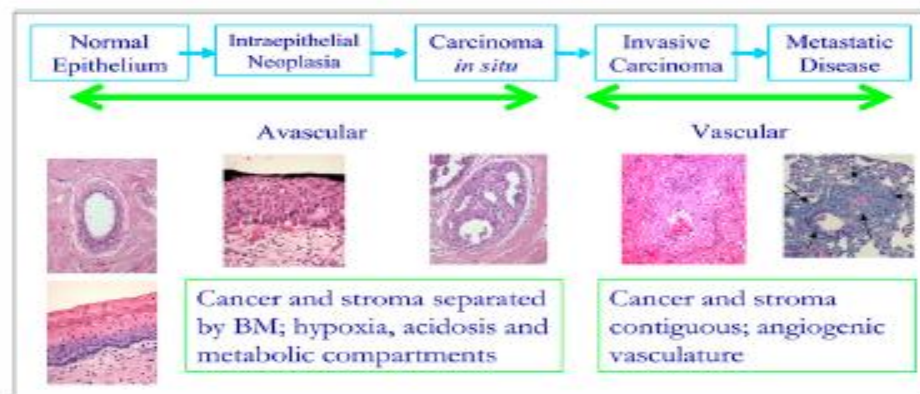 Normal
Epithelium
Intraepithelial
Neoplasia
Carcinoma
in situ
Invasive
Carcinoma
Metastatic
Disease
Avascular
Vascular
Cancer and stroma separated
by BM; hypoxia, acidosis and
metabolic compartments
Cancer and stroma
contiguous; angiogenic
vasculature